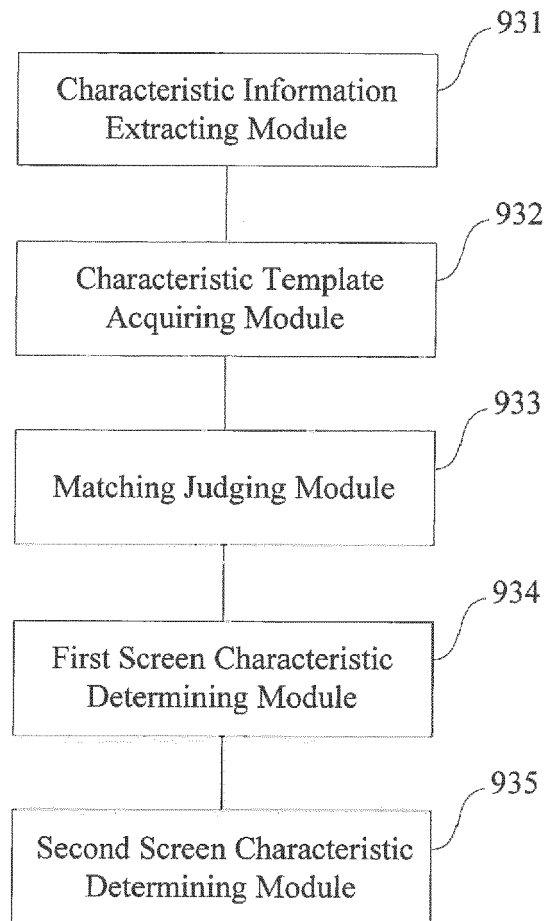 931
Characteristic Information
Extracting Module
932
Characteristic Template
Acquiring Module
933
Matching Judging Module
934
First Screen Characteristic
Determining Module
935
Second Screen Characteristic
Determining Module